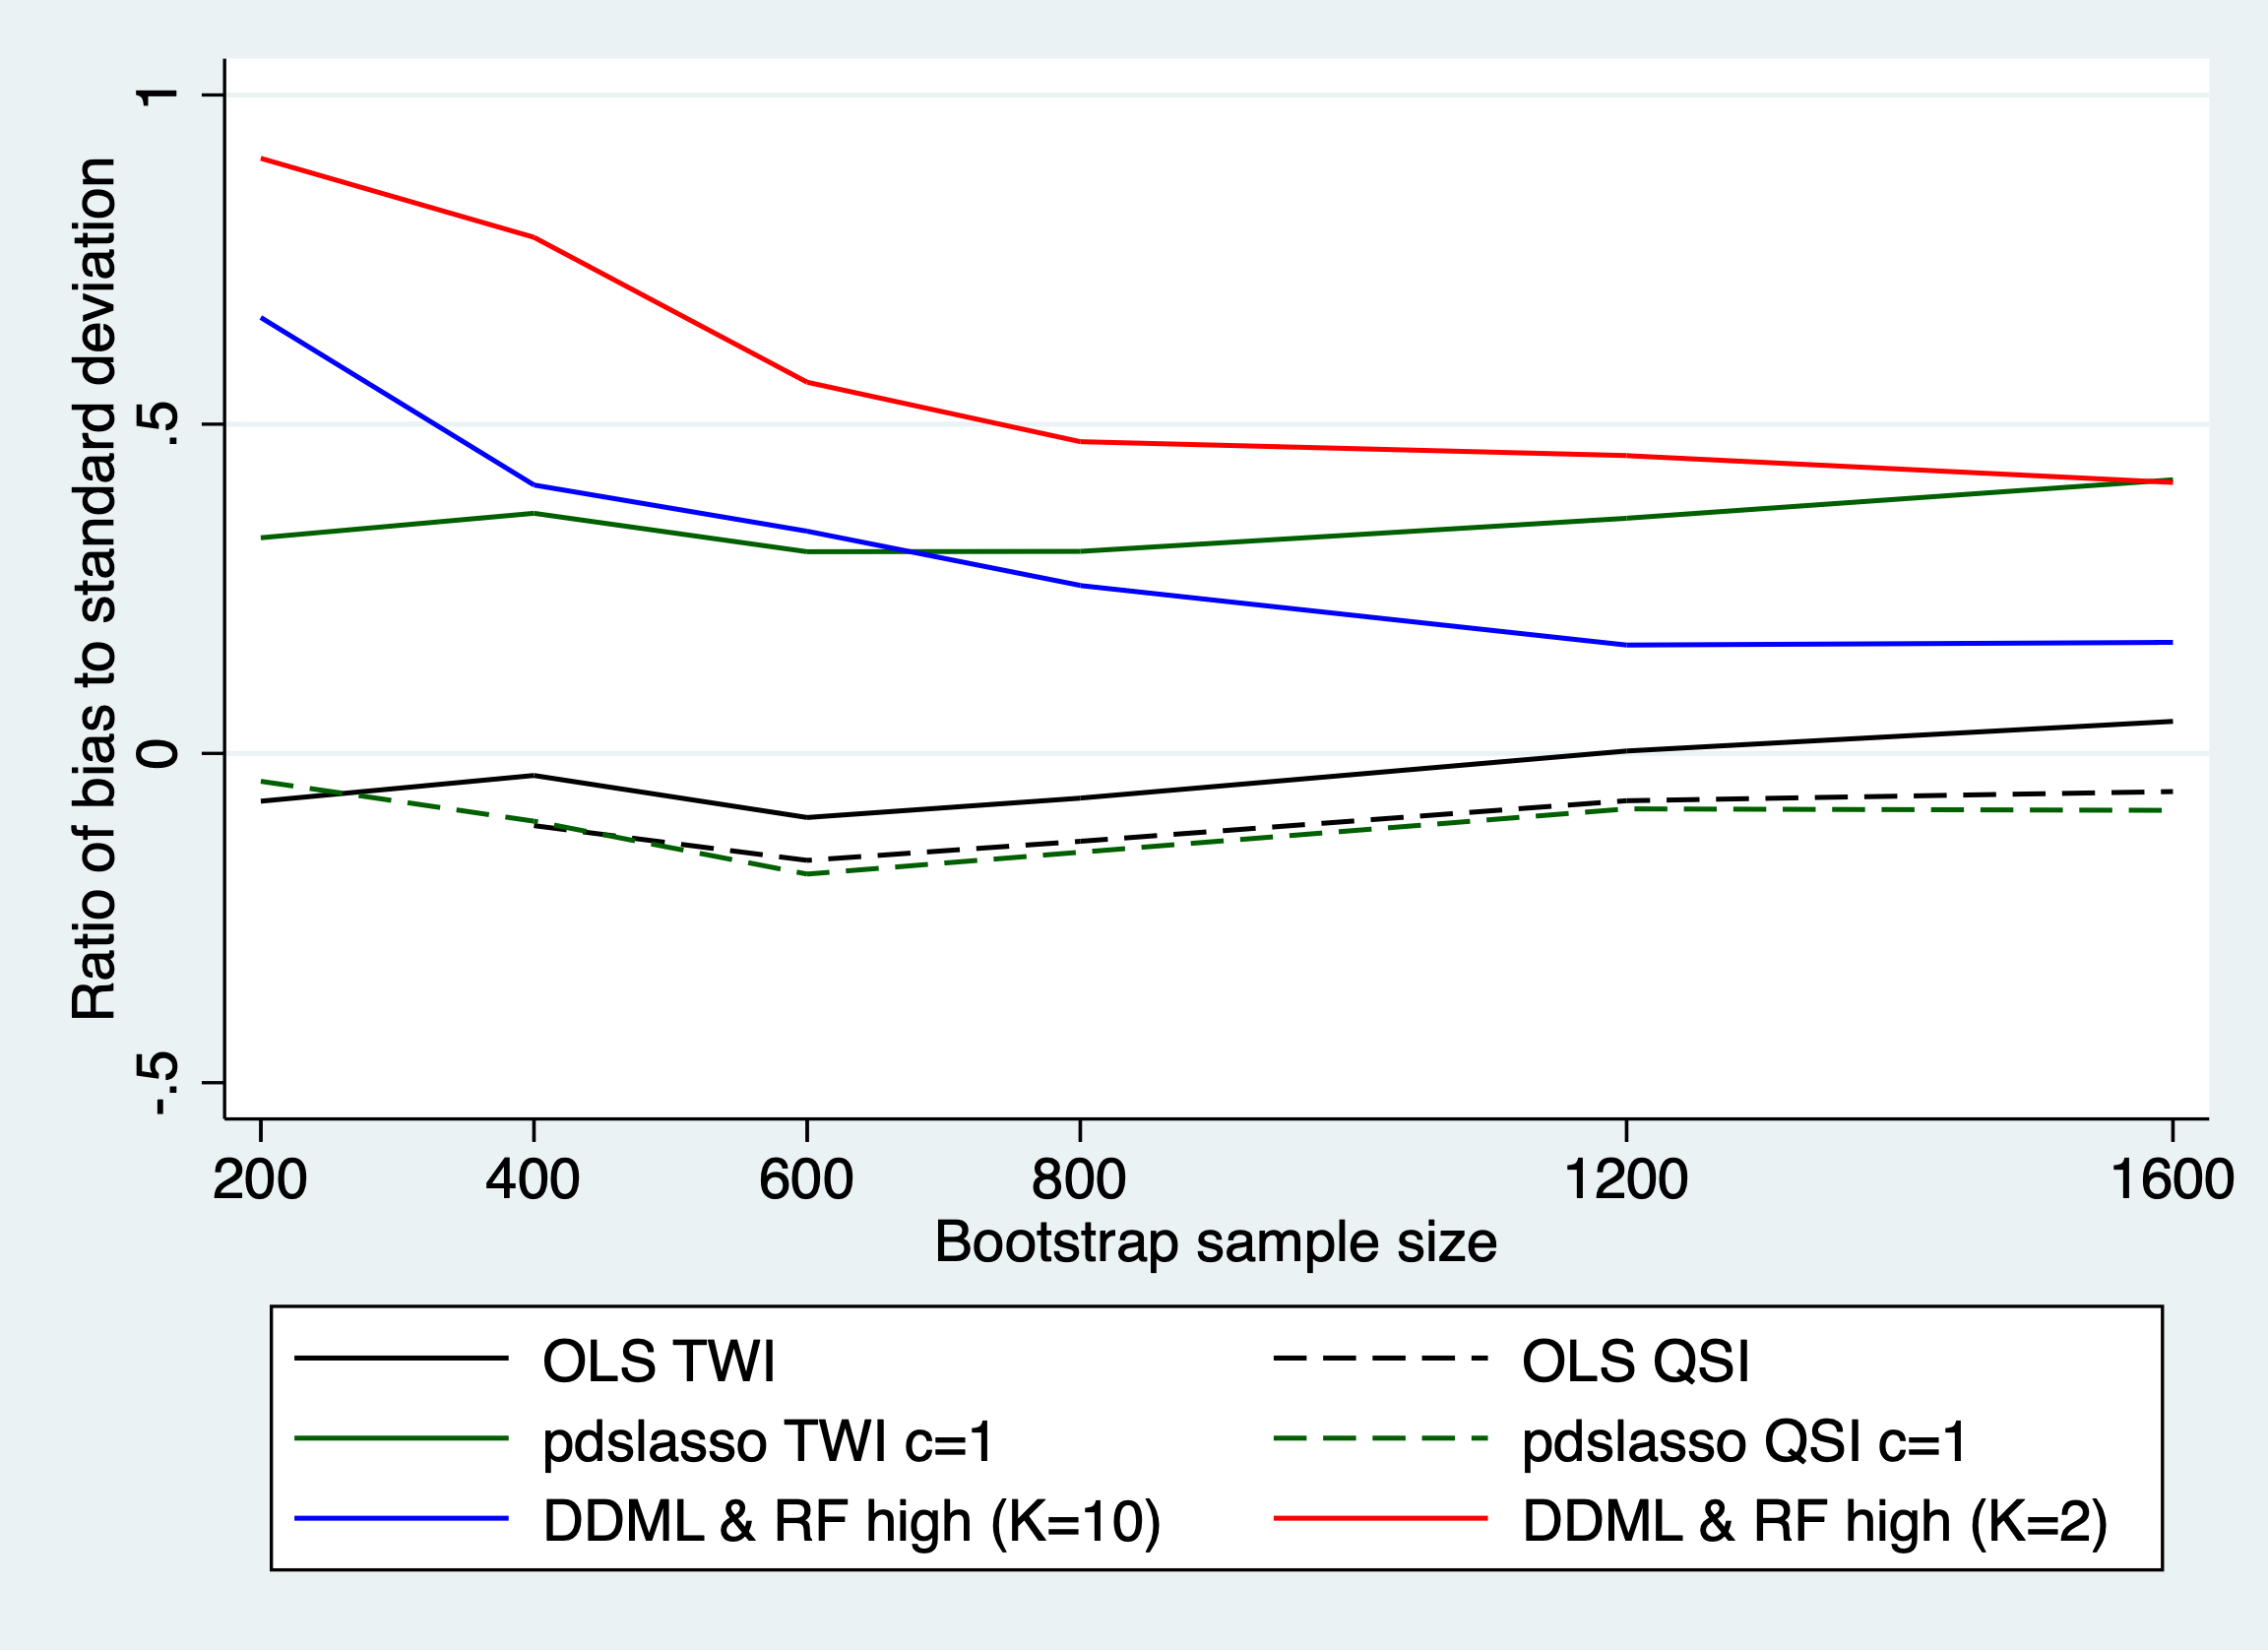 Ratio of bias to standard deviation
1
.5
0
-.5
200 400 600 800 1200 1600
Bootstrap sample size
OLS TWI OLS QSI
pdslasso TWI c=1 pdslasso QSI c=1
DDML & RF high (K=10) DDML & RF high (K=2)